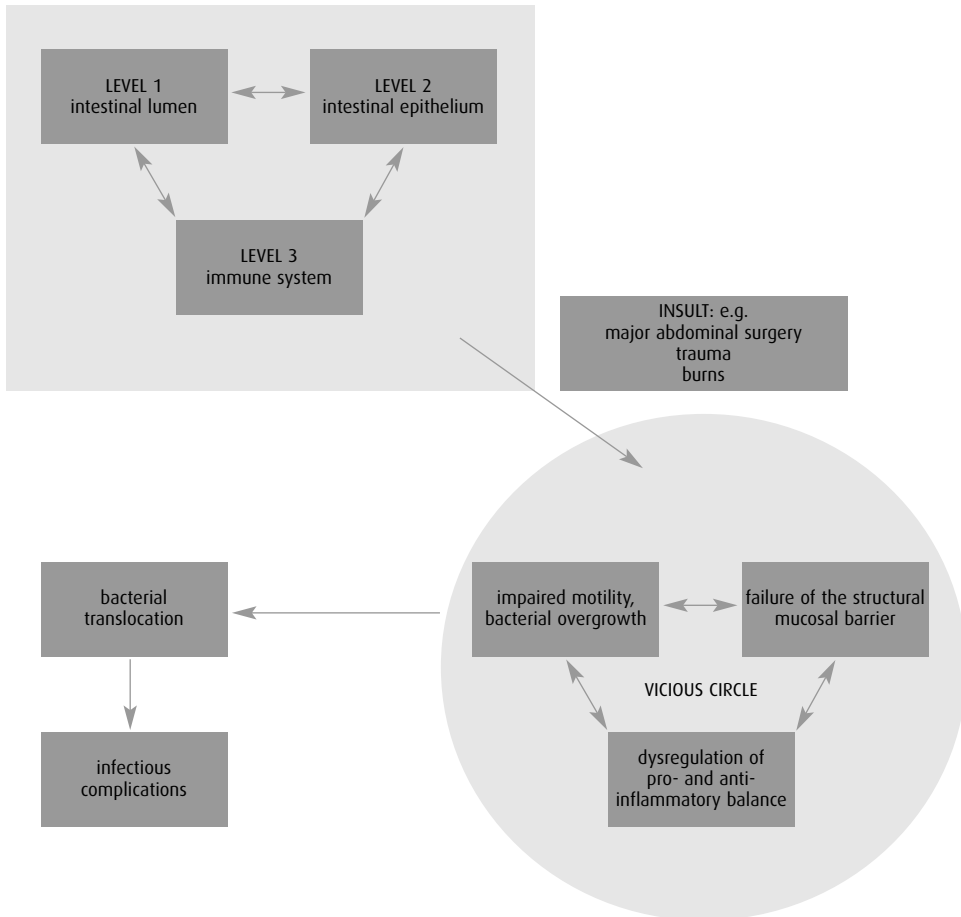 LEVEL 1
intestinal lumen
LEVEL 2
intestinal epithelium
LEVEL 3
immune system
INSULT: e.g.
major abdominal surgery
trauma
burns
impaired motility,
bacterial overgrowth
failure of the structural
mucosal barrier
VICIOUS CIRCLE
dysregulation of
pro- and anti-
inflammatory balance
bacterial
translocation
infectious
complications